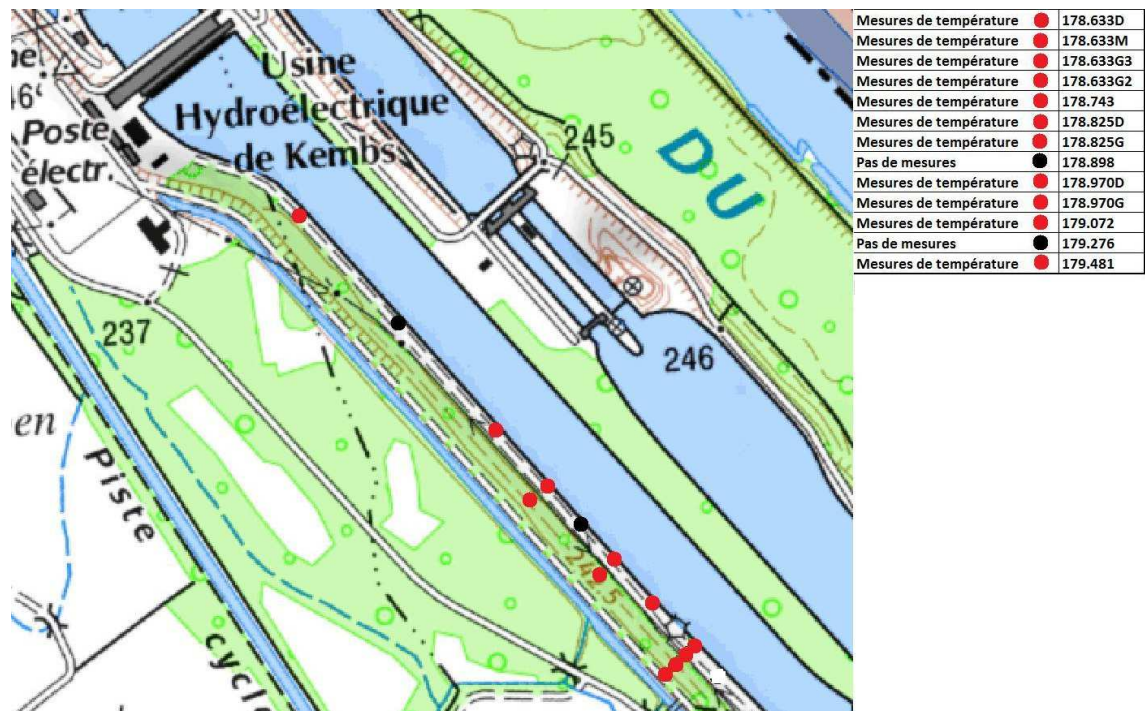 Usine
Hydroélectrique
de Kembs
Poste
électr.
245
DU
237
246
en
Piste
cycl
242.5
Mesures de température 178.633D
Mesures de température 178.633M
Mesures de température 178.633G3
Mesures de température 178.633G2
Mesures de température 178.743
Mesures de température 178.825D
Mesures de température 178.825G
Pas de mesures 178.898
Mesures de température 178.970D
Mesures de température 178.970G
Mesures de température 179.072
Pas de mesures 179.276
Mesures de température 179.481